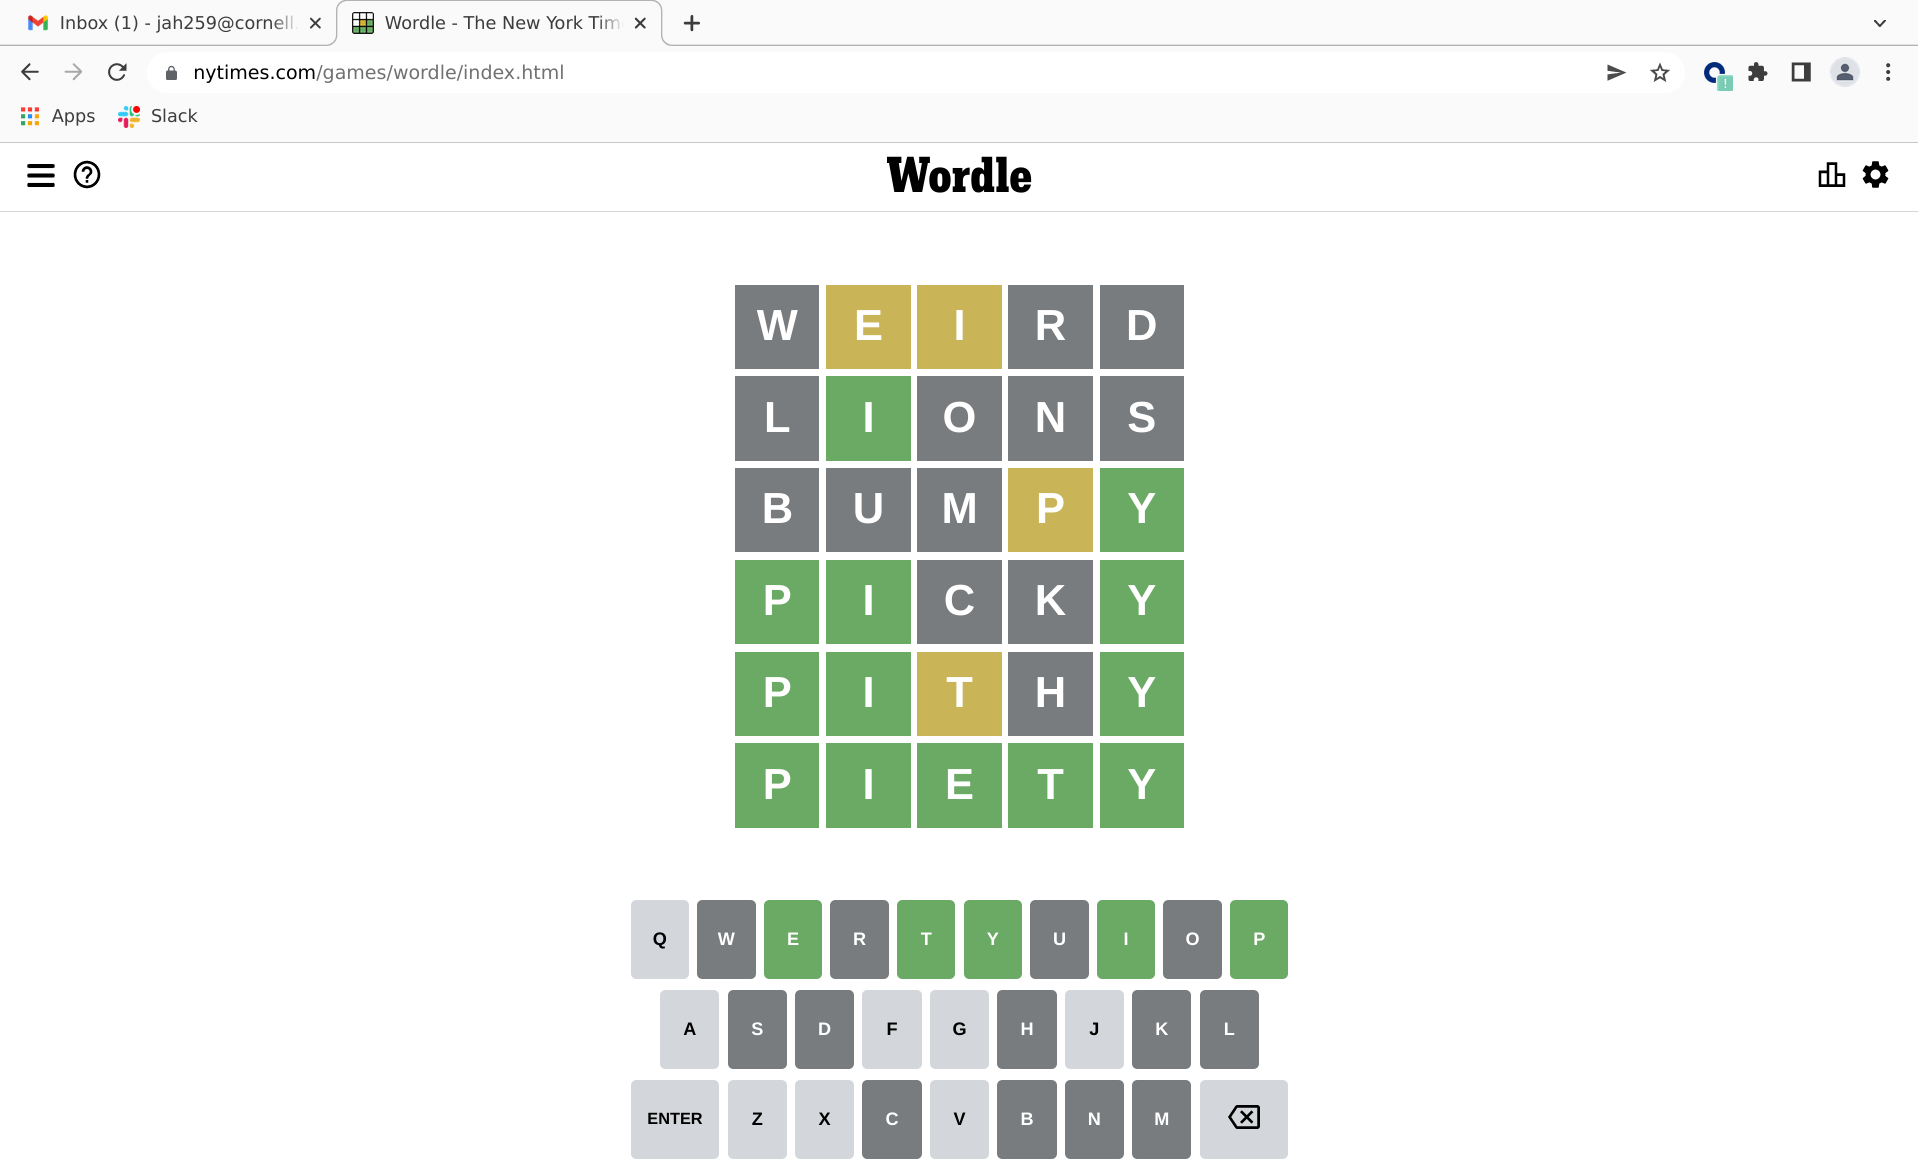 Inbox (1) - jah259@cornell.
Wordle - The New York Tim
nytimes.com/games/wordle/index.html
Apps
Slack
Wordle
W E I R D
L I O N S
B U M P Y
P I C K Y
P I T H Y
P I E T Y
Q W E R T Y U I O P
A S D F G H J K L
ENTER Z X C V B N M